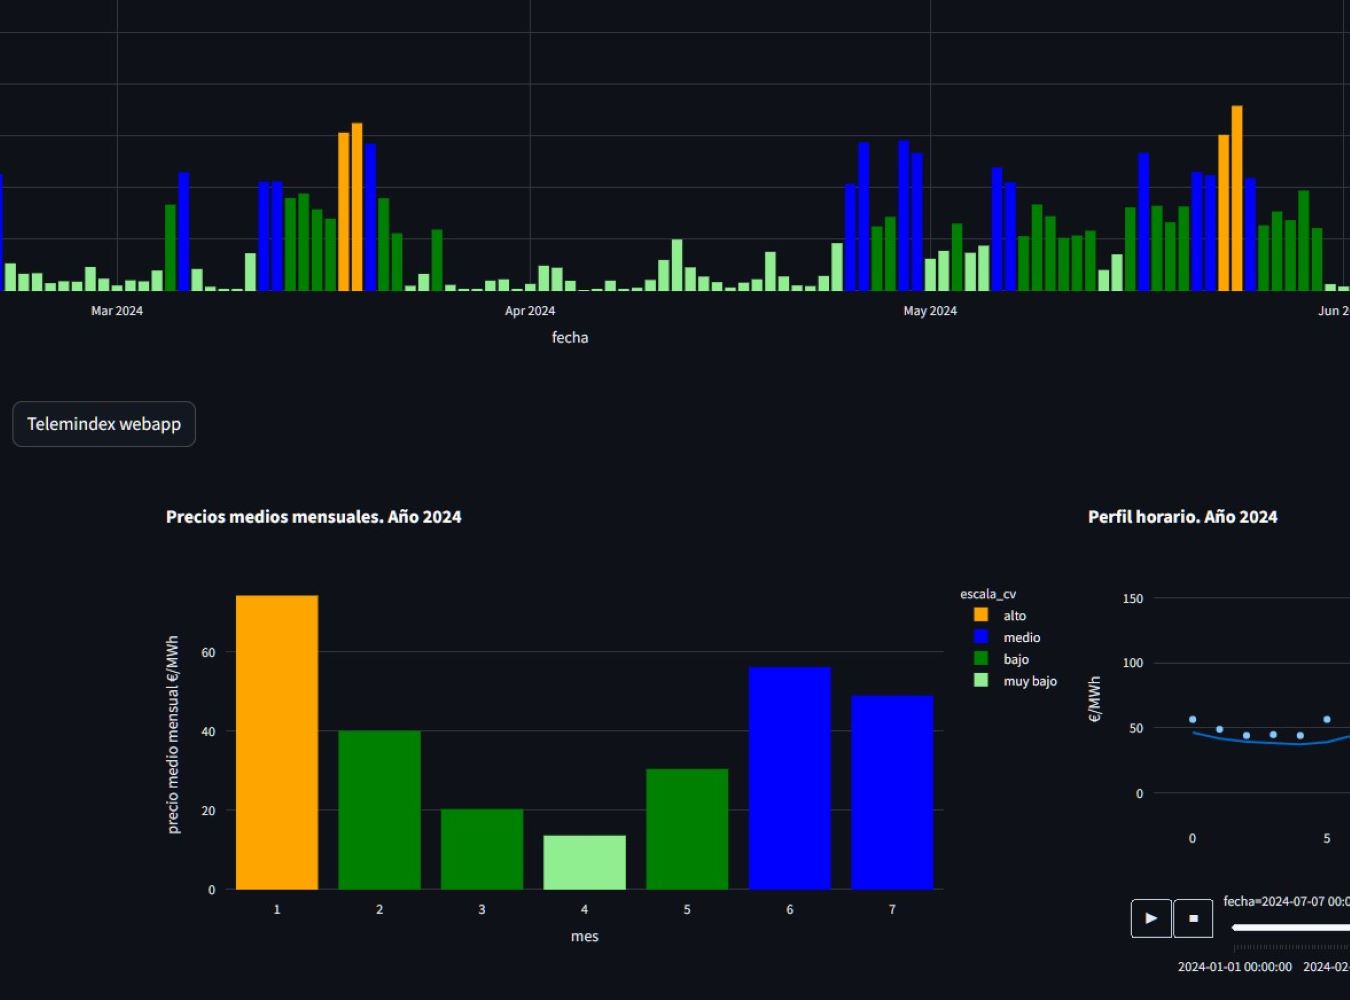 Mar 2024
Apr 2024
May 2024
Jun 2
fecha
Telemindex webapp
Precios medios mensuales. Año 2024
precio medio mensual €/MWh
60
40
20
0
1
2
3
4
5
6
7
mes
escala_cv
alto
medio
bajo
muy bajo
Perfil horario. Año 2024
€/MWh
150
100
50
0
0
5
fecha=2024-07-07 00:0
2024-01-01 00:00:00
2024-02-